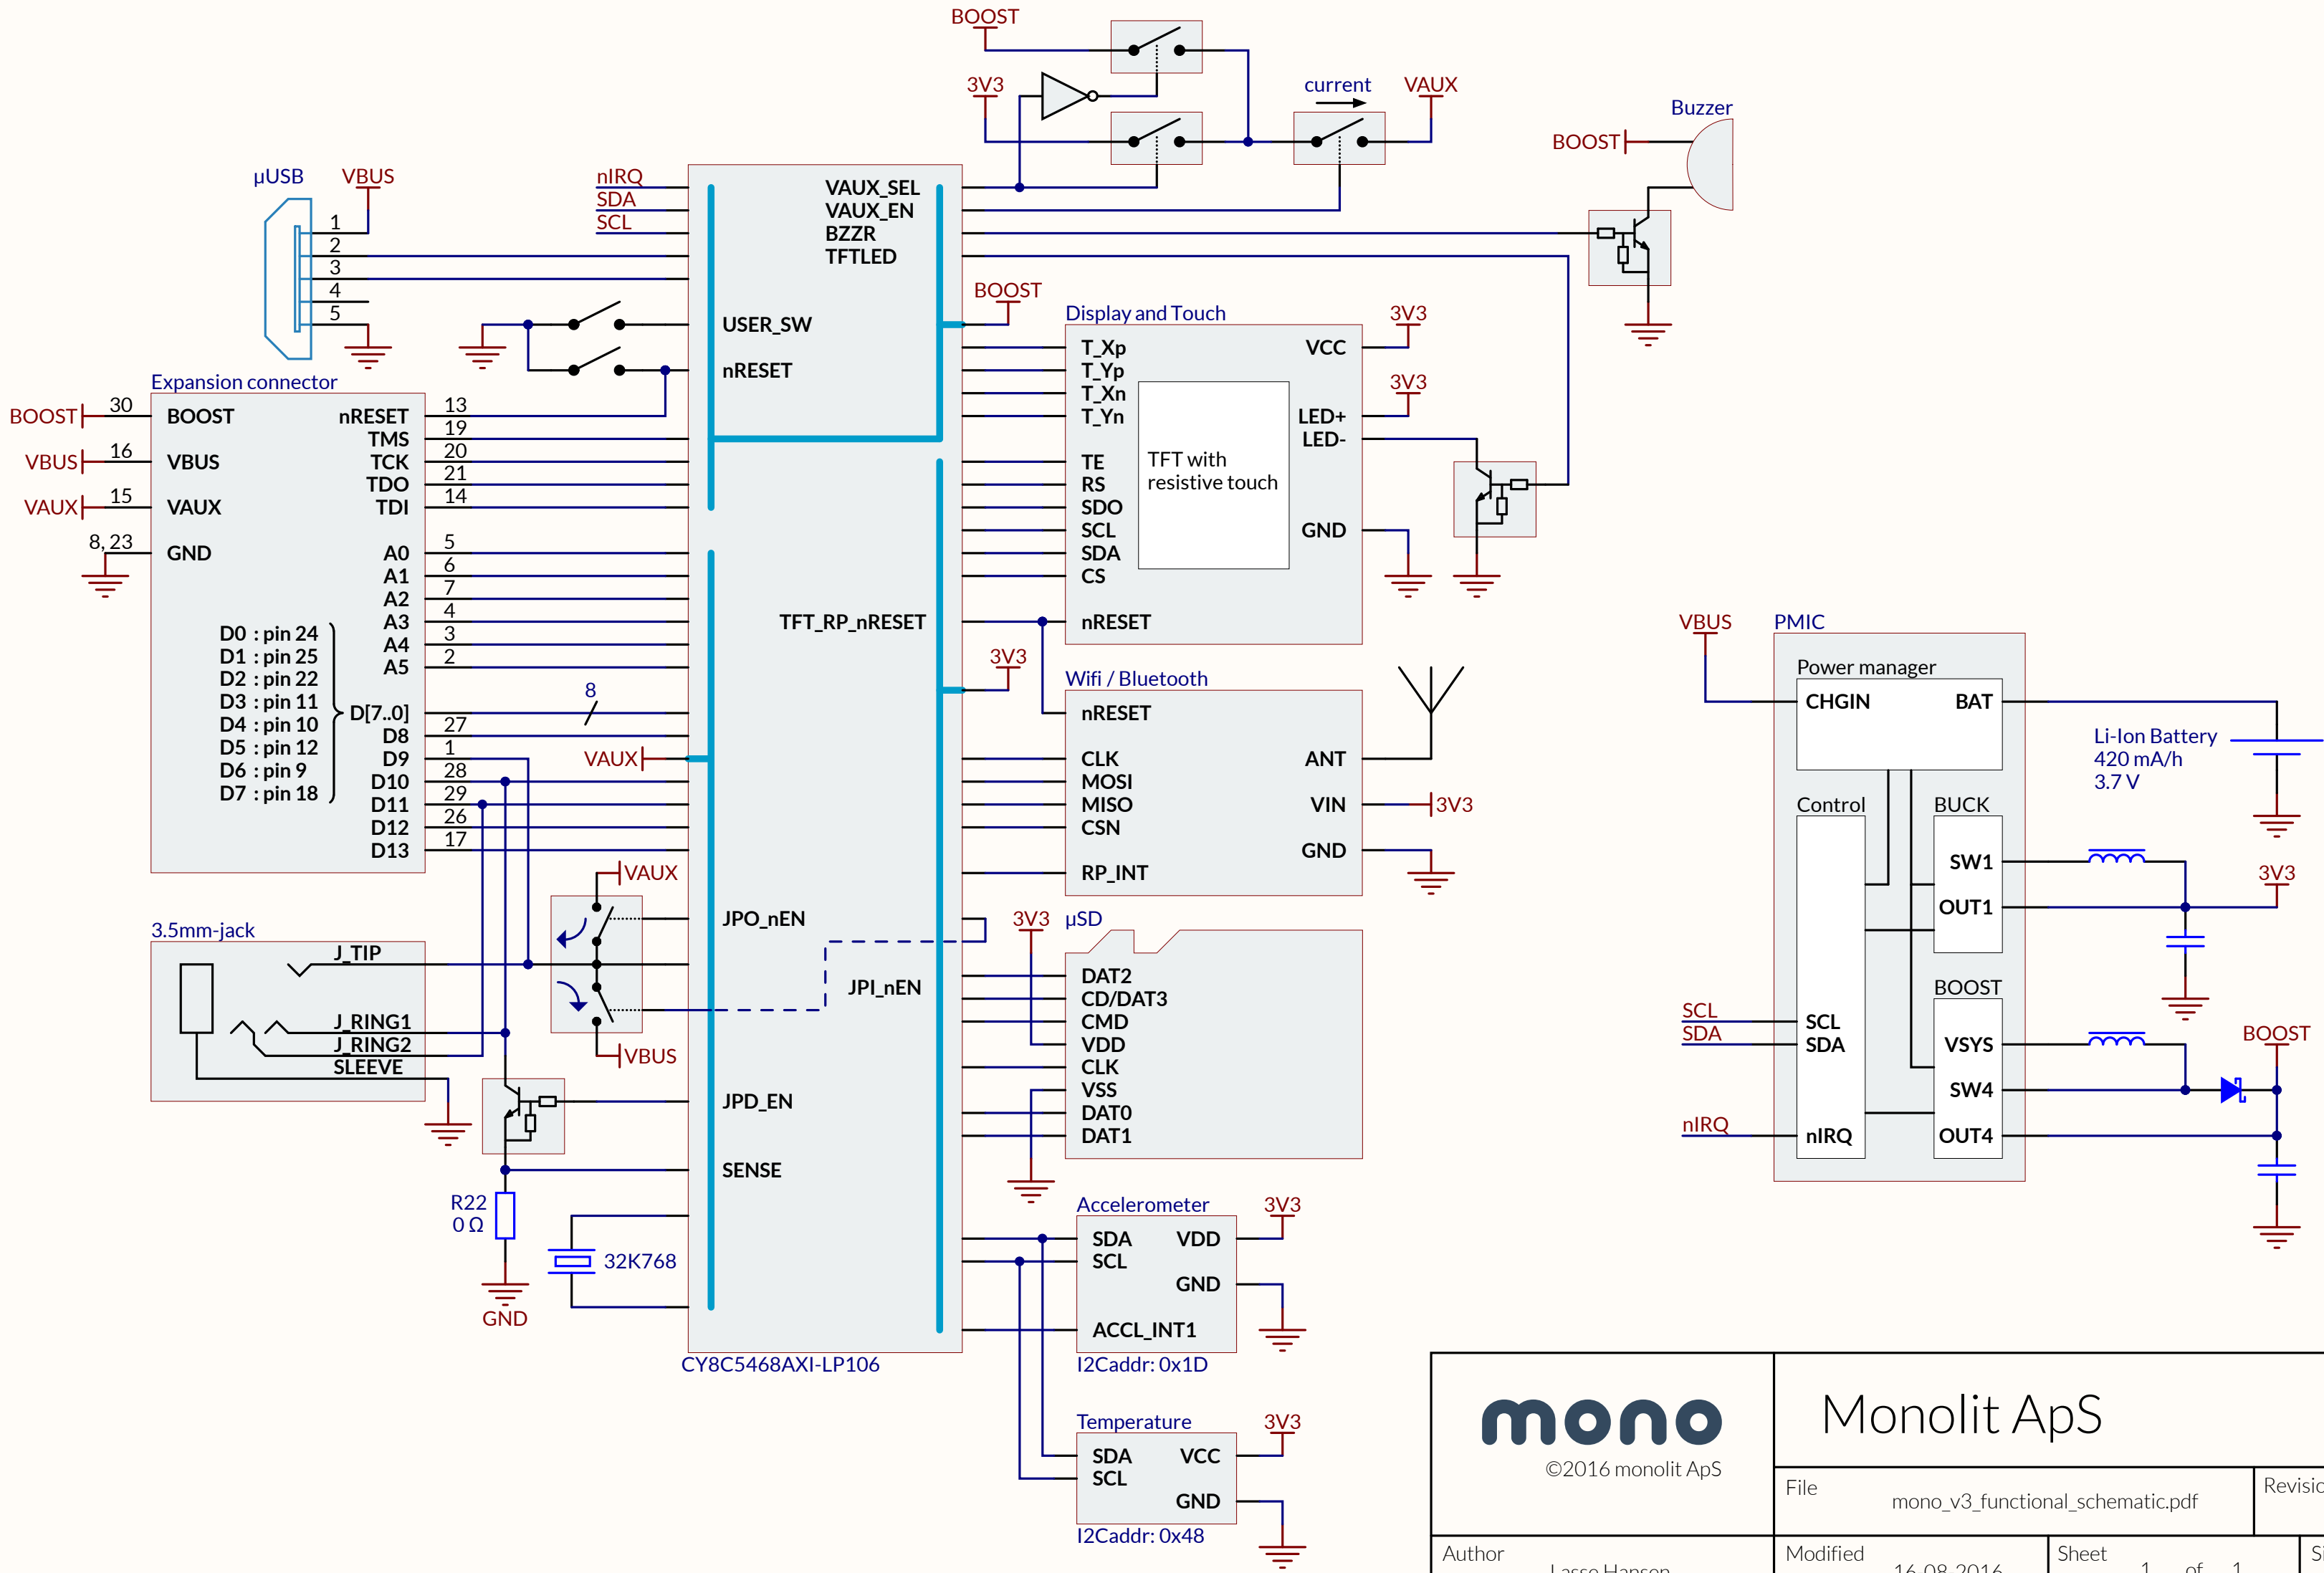 BOOST
3V3
current
VAUX
Buzzer
BOOST
µUSB
VBUS
1
2
3
4
5
nIRQ
SDA
SCL
VAUX_SEL
VAUX_EN
BZZR
TFTLED
USER_SW
nRESET
BOOST
Expansion connector
BOOST
30
BOOST
VBUS
16
VBUS
VAUX
15
VAUX
8, 23
GND
nRESET
13
TMS
19
TCK
20
TDO
21
TDI
14
A0
5
A1
6
A2
7
A3
4
A4
3
A5
2
D0 : pin 24
D1 : pin 25
D2 : pin 22
D3 : pin 11
D4 : pin 10
D5 : pin 12
D6 : pin 9
D7 : pin 18
D[7..0]
8
D8
27
D9
1
D10
28
D11
29
D12
26
D13
17
VAUX
TFT_RP_nRESET
3V3
Display and Touch
T_Xp
T_Yp
T_Xn
T_Yn
TE
RS
SDO
SCL
SDA
CS
nRESET
TFT with
resistive touch
VCC
3V3
LED+
3V3
LED-
GND
Wifi / Bluetooth
nRESET
CLK
MOSI
MISO
CSN
RP_INT
ANT
VIN
3V3
GND
3.5mm-jack
J_TIP
J_RING1
J_RING2
SLEEVE
VAUX
VBUS
JPO_nEN
JPI_nEN
JPD_EN
SENSE
R22
0 Ω
GND
32K768
CY8C5468AXI-LP106
3V3
µSD
DAT2
CD/DAT3
CMD
VDD
CLK
VSS
DAT0
DAT1
Accelerometer
3V3
SDA
VDD
SCL
GND
ACCL_INT1
I2Caddr: 0x1D
Temperature
3V3
SDA
VCC
SCL
GND
I2Caddr: 0x48
VBUS
PMIC
Power manager
CHGIN
BAT
Li-Ion Battery
420 mA/h
3.7 V
Control
BUCK
SW1
OUT1
3V3
BOOST
VSYS
SW4
OUT4
BOOST
SCL
SCL
SDA
SDA
nIRQ
nIRQ
mono
©2016 monolit ApS
Monolit ApS
File
mono_v3_functional_schematic.pdf
Revisio
Author
Lasse Hansen
Modified
16-08-2016
Sheet
1 of 1